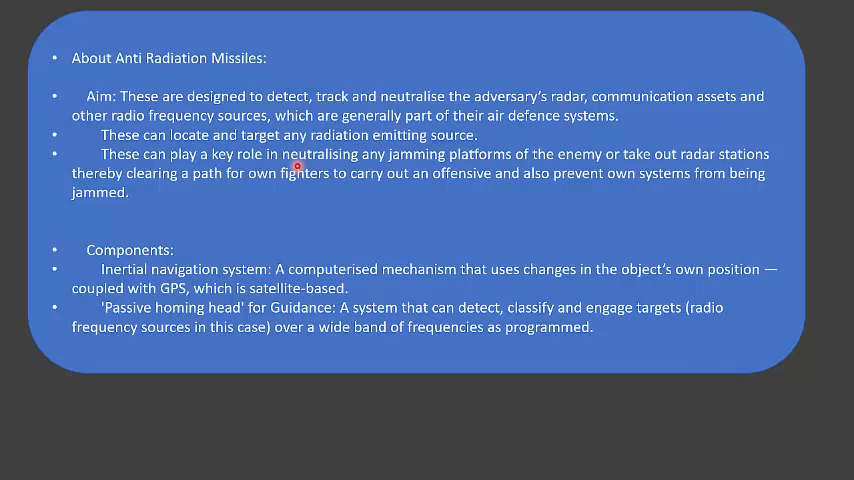 • About Anti Radiation Missiles:
• Aim: These are designed to detect, track and neutralise the adversary's radar, communication assets and
other radio frequency sources, which are generally part of their air defence systems.
• These can locate and target any radiation emitting source.
• These can play a key role in neutralising any jamming platforms of the enemy or take out radar stations
thereby clearing a path for own fighters to carry out an offensive and also prevent own systems from being
jammed.
• Components:
• Inertial navigation system: A computerised mechanism that uses changes in the object's own position —
coupled with GPS, which is satellite-based.
• 'Passive homing head' for Guidance: A system that can detect, classify and engage targets (radio
frequency sources in this case) over a wide band of frequencies as programmed.